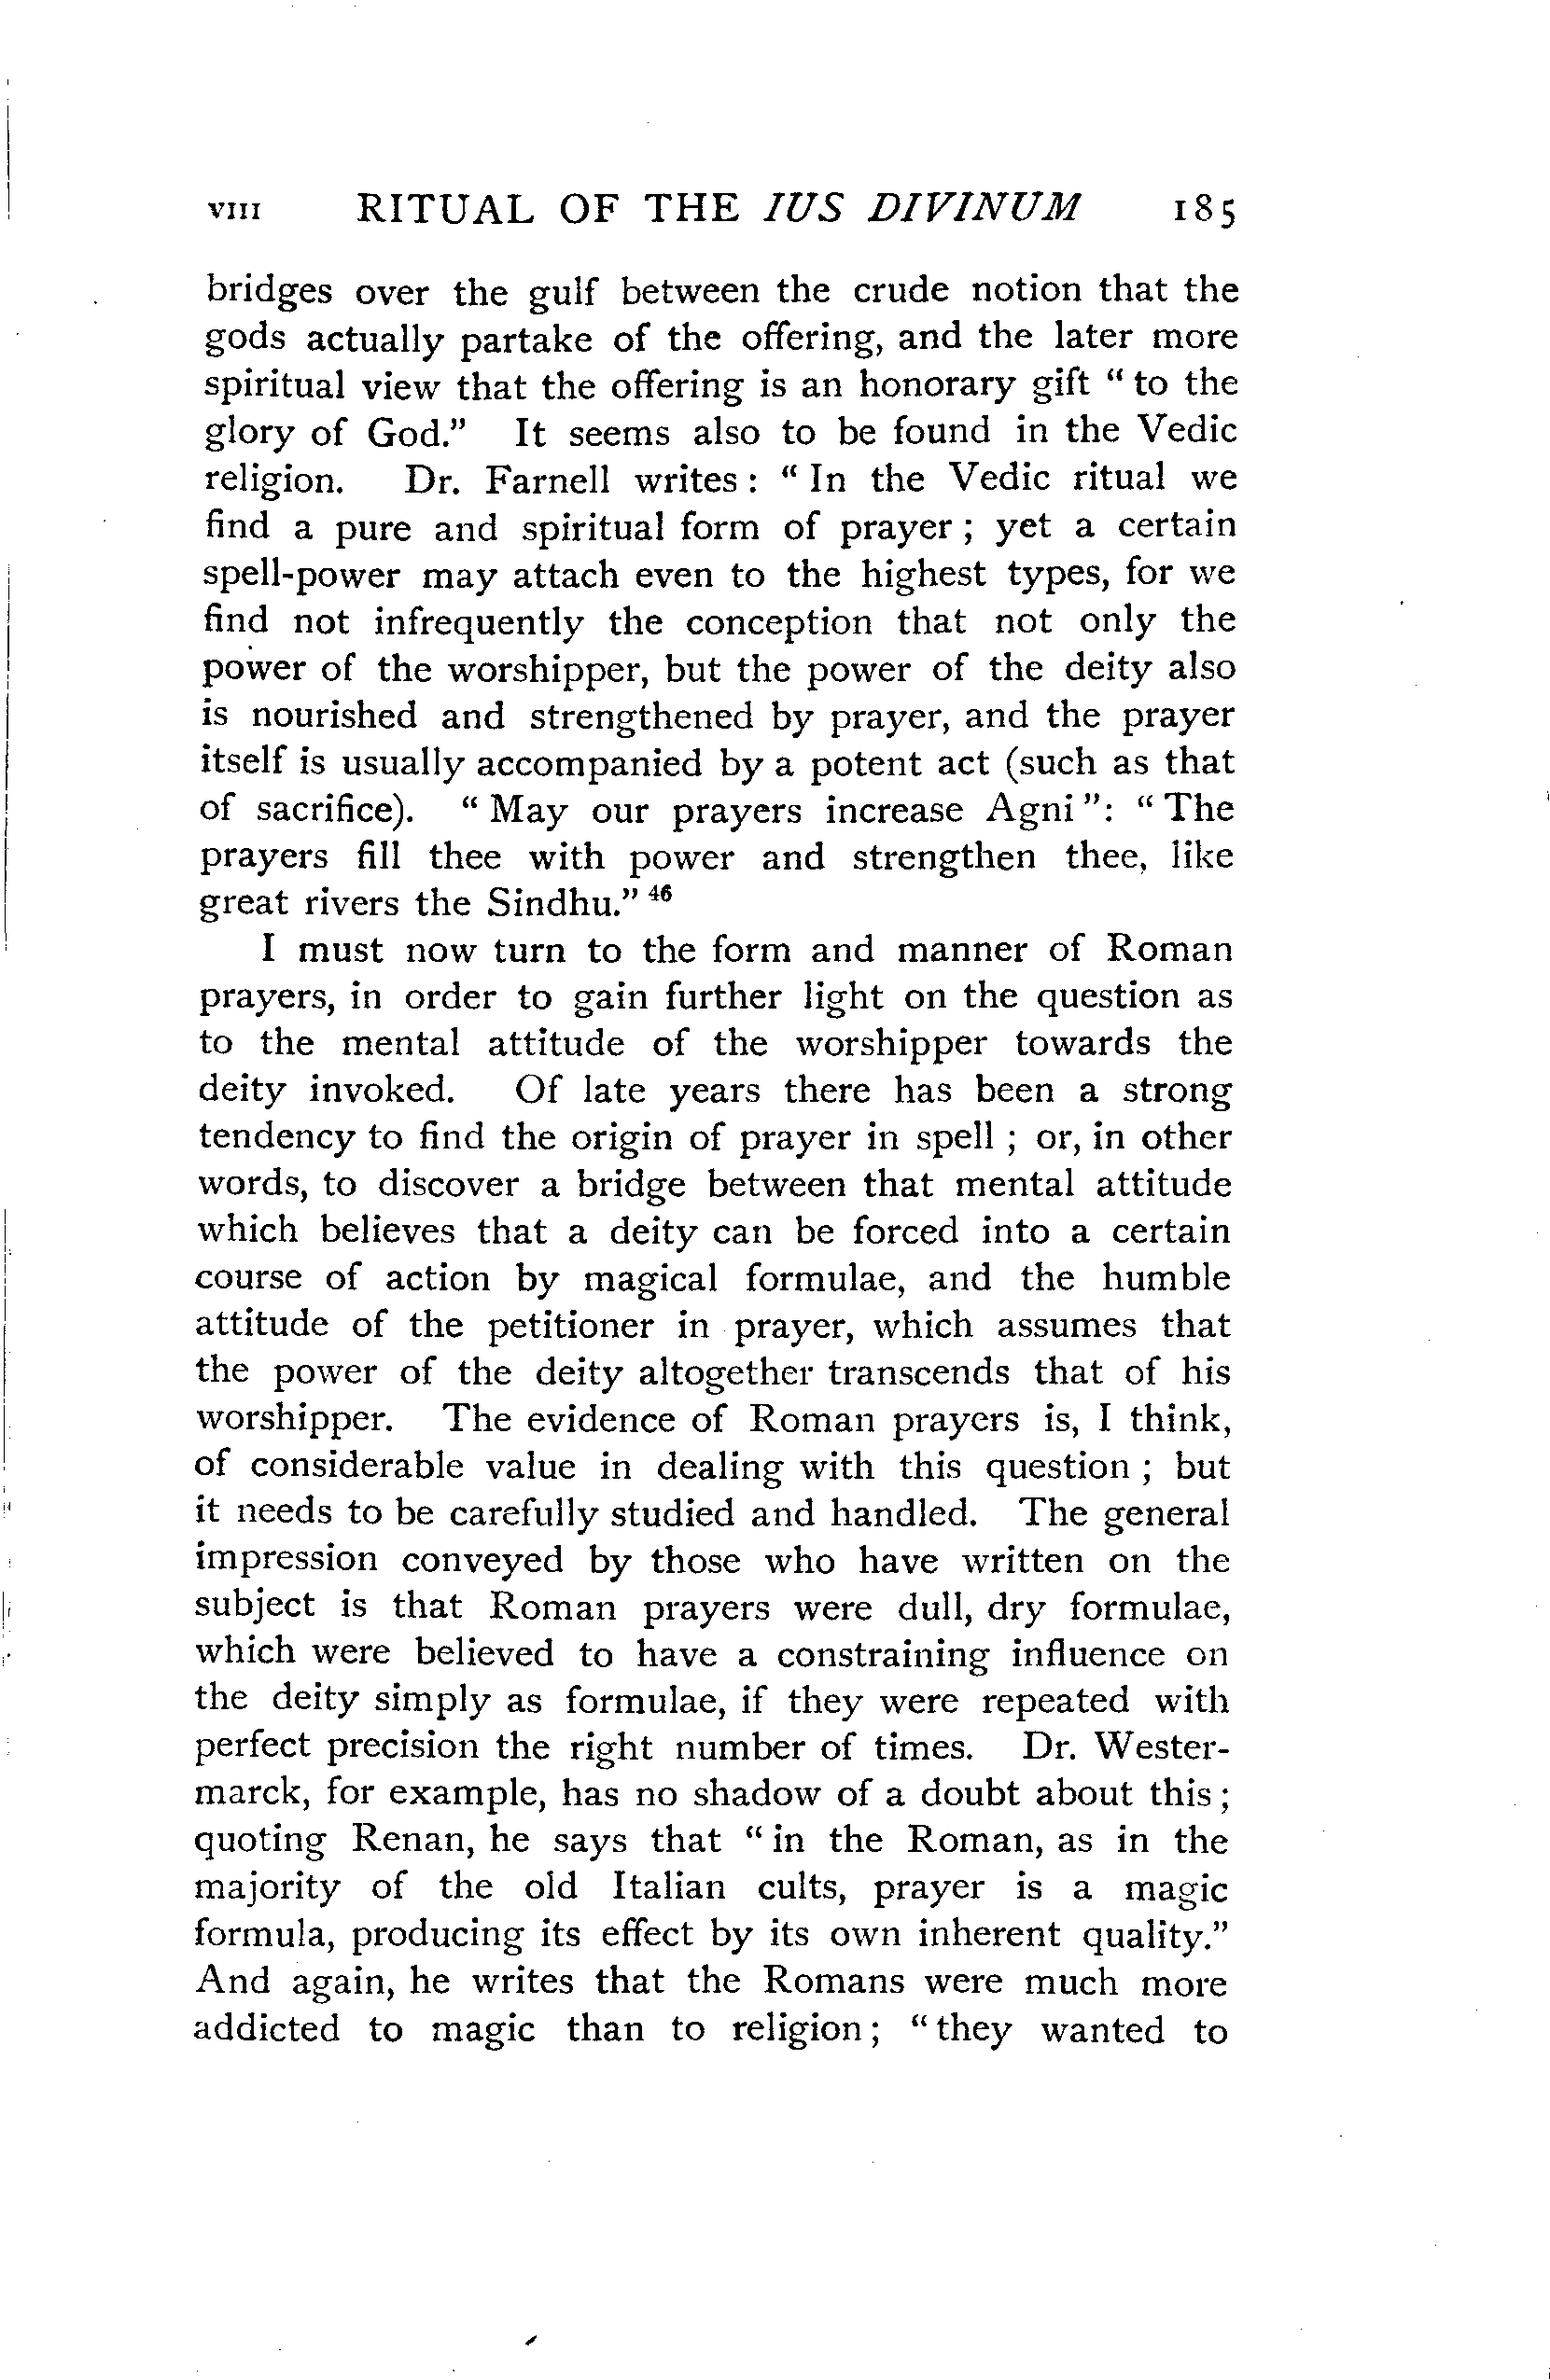 VIII RITUAL OF THE IUS DIVINUM 185
bridges over the gulf between the crude notion that the
gods actually partake of the offering, and the later more
spiritual view that the offering is an honorary gift “ to the
glory of God.” It seems also to be found in the Vedic
religion. Dr. Farnell writes : “ In the Vedic ritual we
find a pure and spiritual form of prayer ; yet a certain
spell-power may attach even to the highest types, for we
find not infrequently the conception that not only the
power of the worshipper, but the power of the deity also
is nourished and strengthened by prayer, and the prayer
itself is usually accompanied by a potent act (such as that
of sacrifice). “ May our prayers increase Agni ”: “ The
prayers fill thee with power and strengthen thee, like
great rivers the Sindhu.” 46
I must now turn to the form and manner of Roman
prayers, in order to gain further light on the question as
to the mental attitude of the worshipper towards the
deity invoked. Of late years there has been a strong
tendency to find the origin of prayer in spell ; or, in other
words, to discover a bridge between that mental attitude
which believes that a deity can be forced into a certain
course of action by magical formulae, and the humble
attitude of the petitioner in prayer, which assumes that
the power of the deity altogether transcends that of his
worshipper. The evidence of Roman prayers is, I think,
of considerable value in dealing with this question ; but
it needs to be carefully studied and handled. The general
impression conveyed by those who have written on the
subject is that Roman prayers were dull, dry formulae,
which were believed to have a constraining influence on
the deity simply as formulae, if they were repeated with
perfect precision the right number of times. Dr. Wester-
marck, for example, has no shadow of a doubt about this ;
quoting Renan, he says that “ in the Roman, as in the
majority of the old Italian cults, prayer is a magic
formula, producing its effect by its own inherent quality.”
And again, he writes that the Romans were much more
addicted to magic than to religion ; “ they wanted to